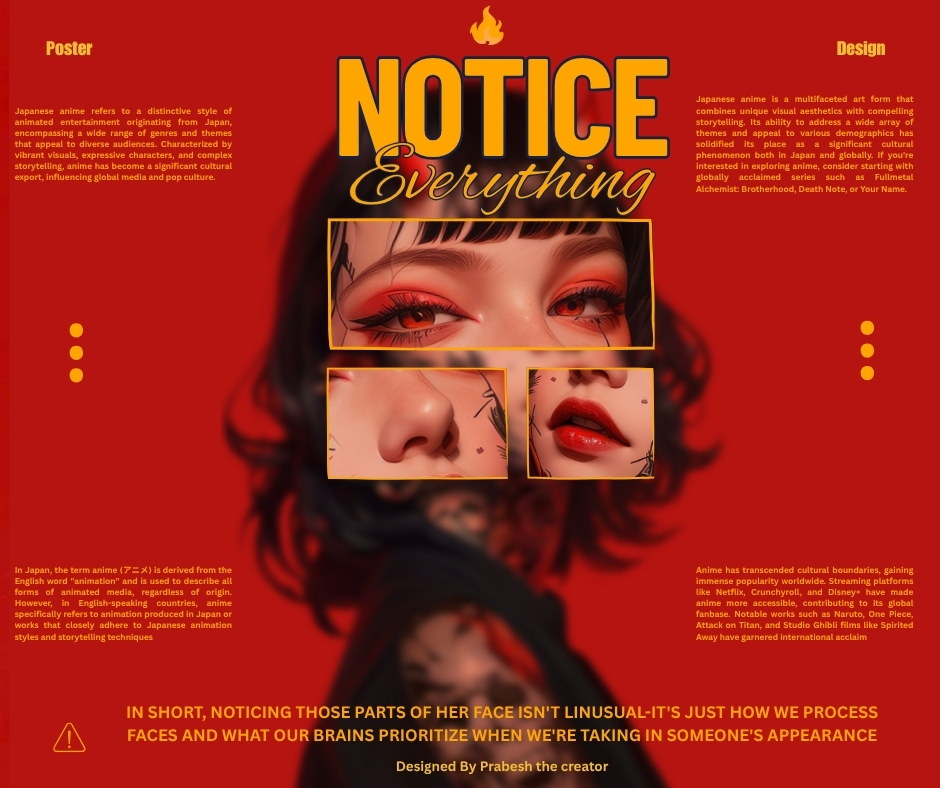 Poster
Design
NOTICE
Everything
Japanese anime refers to a distinctive style of
animated entertainment originating from Japan,
encompassing a wide range of genres and themes
that appeal to diverse audiences. Characterized by
vibrant visuals, expressive characters, and complex
storytelling, anime has become a significant cultural
export, influencing global media and pop culture.
Japanese anime is a multifaceted art form that
combines unique visual aesthetics with compelling
storytelling. Its ability to address a wide array of
themes and appeal to various demographics has
solidified its place as a significant cultural
phenomenon both in Japan and globally. If you're
interested in exploring anime, consider starting with
globally acclaimed series such as Fullmetal
Alchemist: Brotherhood, Death Note, or Your Name.
In Japan, the term anime (アニメ) is derived from the
English word "animation" and is used to describe all
forms of animated media, regardless of origin.
However, in English-speaking countries, anime
specifically refers to animation produced in Japan or
works that closely adhere to Japanese animation
styles and storytelling techniques
Anime has transcended cultural boundaries, gaining
immense popularity worldwide. Streaming platforms
like Netflix, Crunchyroll, and Disney+ have made
anime more accessible, contributing to its global
fanbase. Notable works such as Naruto, One Piece,
Attack on Titan, and Studio Ghibli films like Spirited
Away have garnered international acclaim
IN SHORT, NOTICING THOSE PARTS OF HER FACE ISN'T LINUSUAL-IT'S JUST HOW WE PROCESS
FACES AND WHAT OUR BRAINS PRIORITIZE WHEN WE'RE TAKING IN SOMEONE'S APPEARANCE
Designed By Prabesh the creator